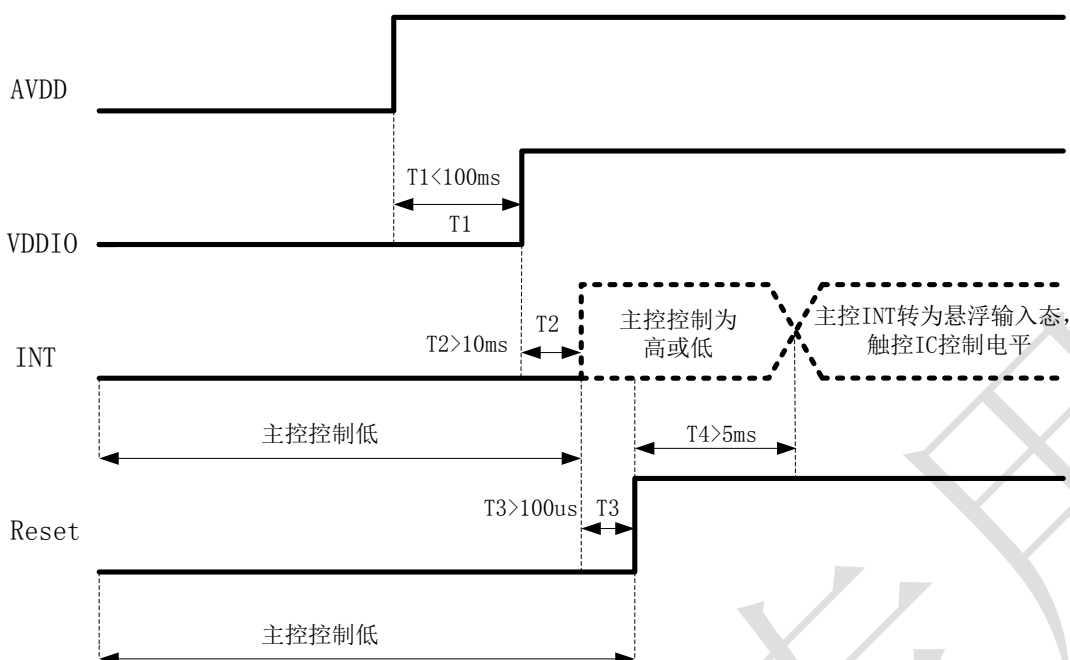 AVDD
T1<100ms
T1
VDDIO
T2
T2>10ms
INT
主控控制为
高或低
主控INT转为悬浮输入态，
触控IC控制电平
主控控制低
T4>5ms
T3>100us
T3
Reset
主控控制低